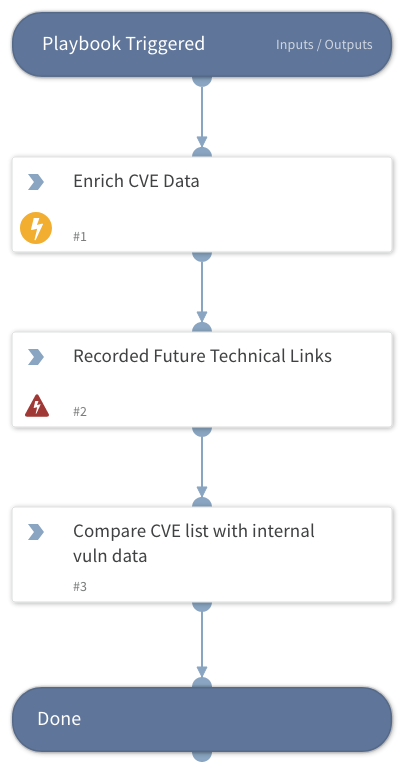 Playbook Triggered
Inputs / Outputs
Enrich CVE Data
#1
Recorded Future Technical Links
#2
Compare CVE list with internal
vuln data
#3
Done